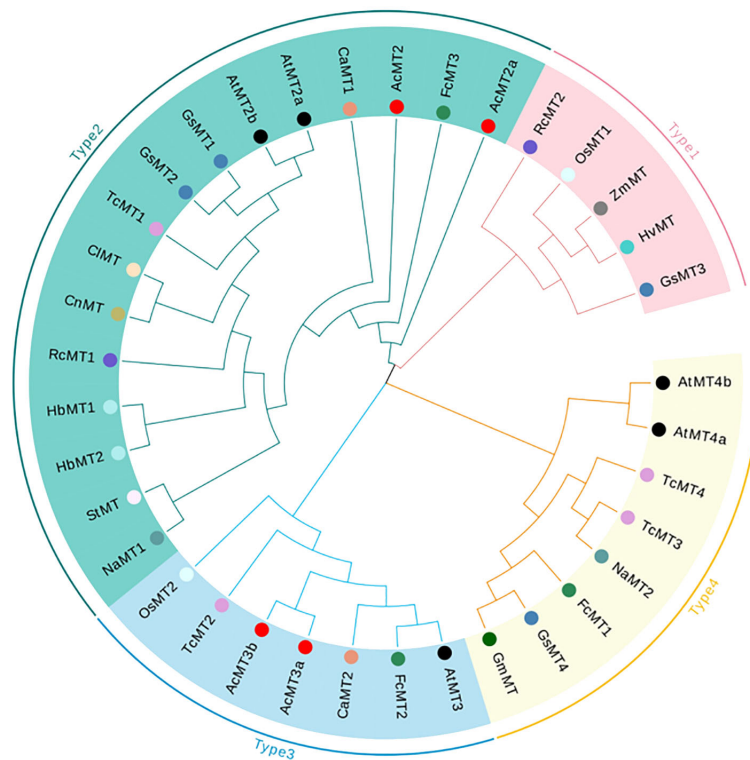 Type2
NaMT1
StMT
HbMT2
HbMT1
RcMT1
CnMT
ClMT
TcMT1
GsMT2
GsMT1
AtMT2b
AtMT2a
CaMT1
AcMT2
FcMT3
AcMT2a
Type1
RcMT2
OsMT1
ZmMT
HvMT
GsMT3
AtMT4b
AtMT4a
TcMT4
TcMT3
NaMT2
FcMT1
GsMT4
GmMT
Type4
AtMT3
FcMT2
CaMT2
AcMT3a
AcMT3b
TcMT2
OsMT2
Type3